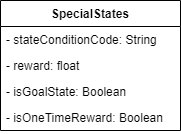 SpecialStates
- stateConditionCode: String
- reward: float
- isGoalState: Boolean
- isOneTimeReward: Boolean